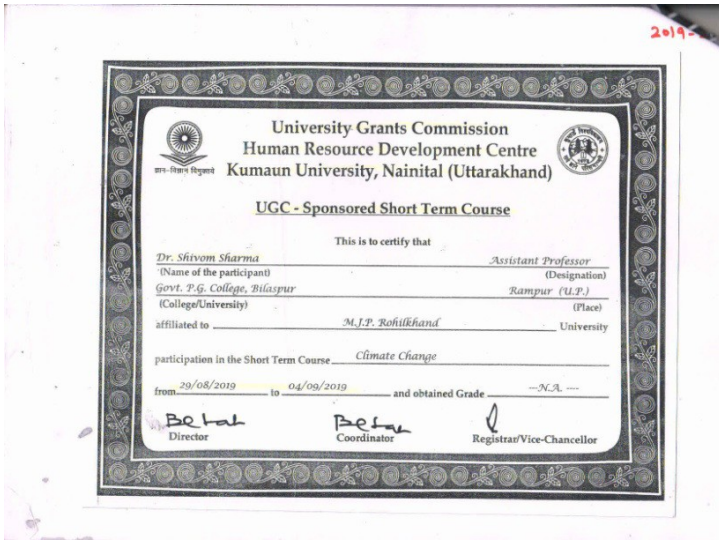 2019-
University Grants Commission
Human Resource Development Centre
Kumaun University, Nainital (Uttarakhand)
ज्ञान-विज्ञान विमुक्तये
UGC - Sponsored Short Term Course
This is to certify that
Dr. Shivom Sharma Assistant Professor
(Name of the participant) (Designation)
Govt. P.G. College, Bilaspur Rampur (U.P.)
(College/University) (Place)
affiliated to M.J.P. Rohilkhand University
participation in the Short Term Course Climate Change
from 29/08/2019 to 04/09/2019 and obtained Grade ---N.A. ----
Director Coordinator Registrar/Vice-Chancellor